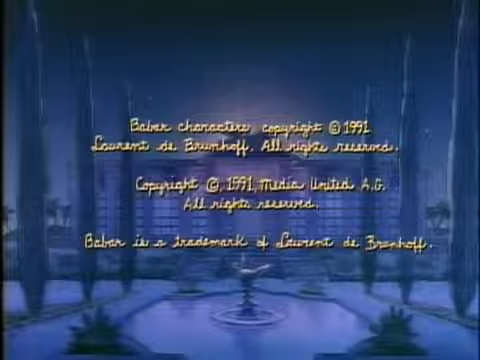 Babar characters, copyright © 1991
Laurent de Brunhoff. All rights reserved.
Copyright ©, 1991, Media United A.G.
All rights reserved.
Babar is a trademark of Laurent de Brunhoff.